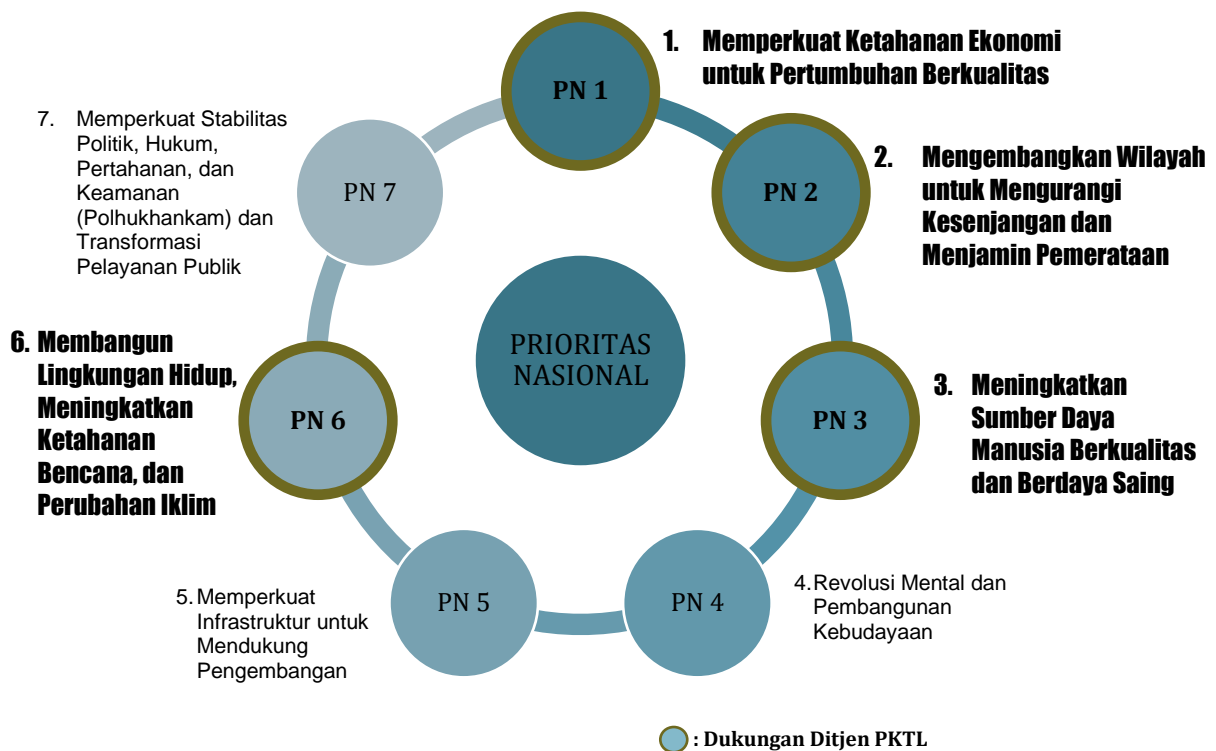 1. Memperkuat Ketahanan Ekonomi
untuk Pertumbuhan Berkualitas
PN 1
2. Mengembangkan Wilayah
untuk Mengurangi
Kesenjangan dan
Menjamin Pemerataan
PN 2
3. Meningkatkan
Sumber Daya
Manusia Berkualitas
dan Berdaya Saing
PN 3
4. Revolusi Mental dan
Pembangunan
Kebudayaan
PN 4
5. Memperkuat
Infrastruktur untuk
Mendukung
Pengembangan
PN 5
6. Membangun
Lingkungan Hidup,
Meningkatkan
Ketahanan
Bencana, dan
Perubahan Iklim
PN 6
7. Memperkuat Stabilitas
Politik, Hukum,
Pertahanan, dan
Keamanan
(Polhukhankam) dan
Transformasi
Pelayanan Publik
PN 7
PRIORITAS
NASIONAL
: Dukungan Ditjen PKTL